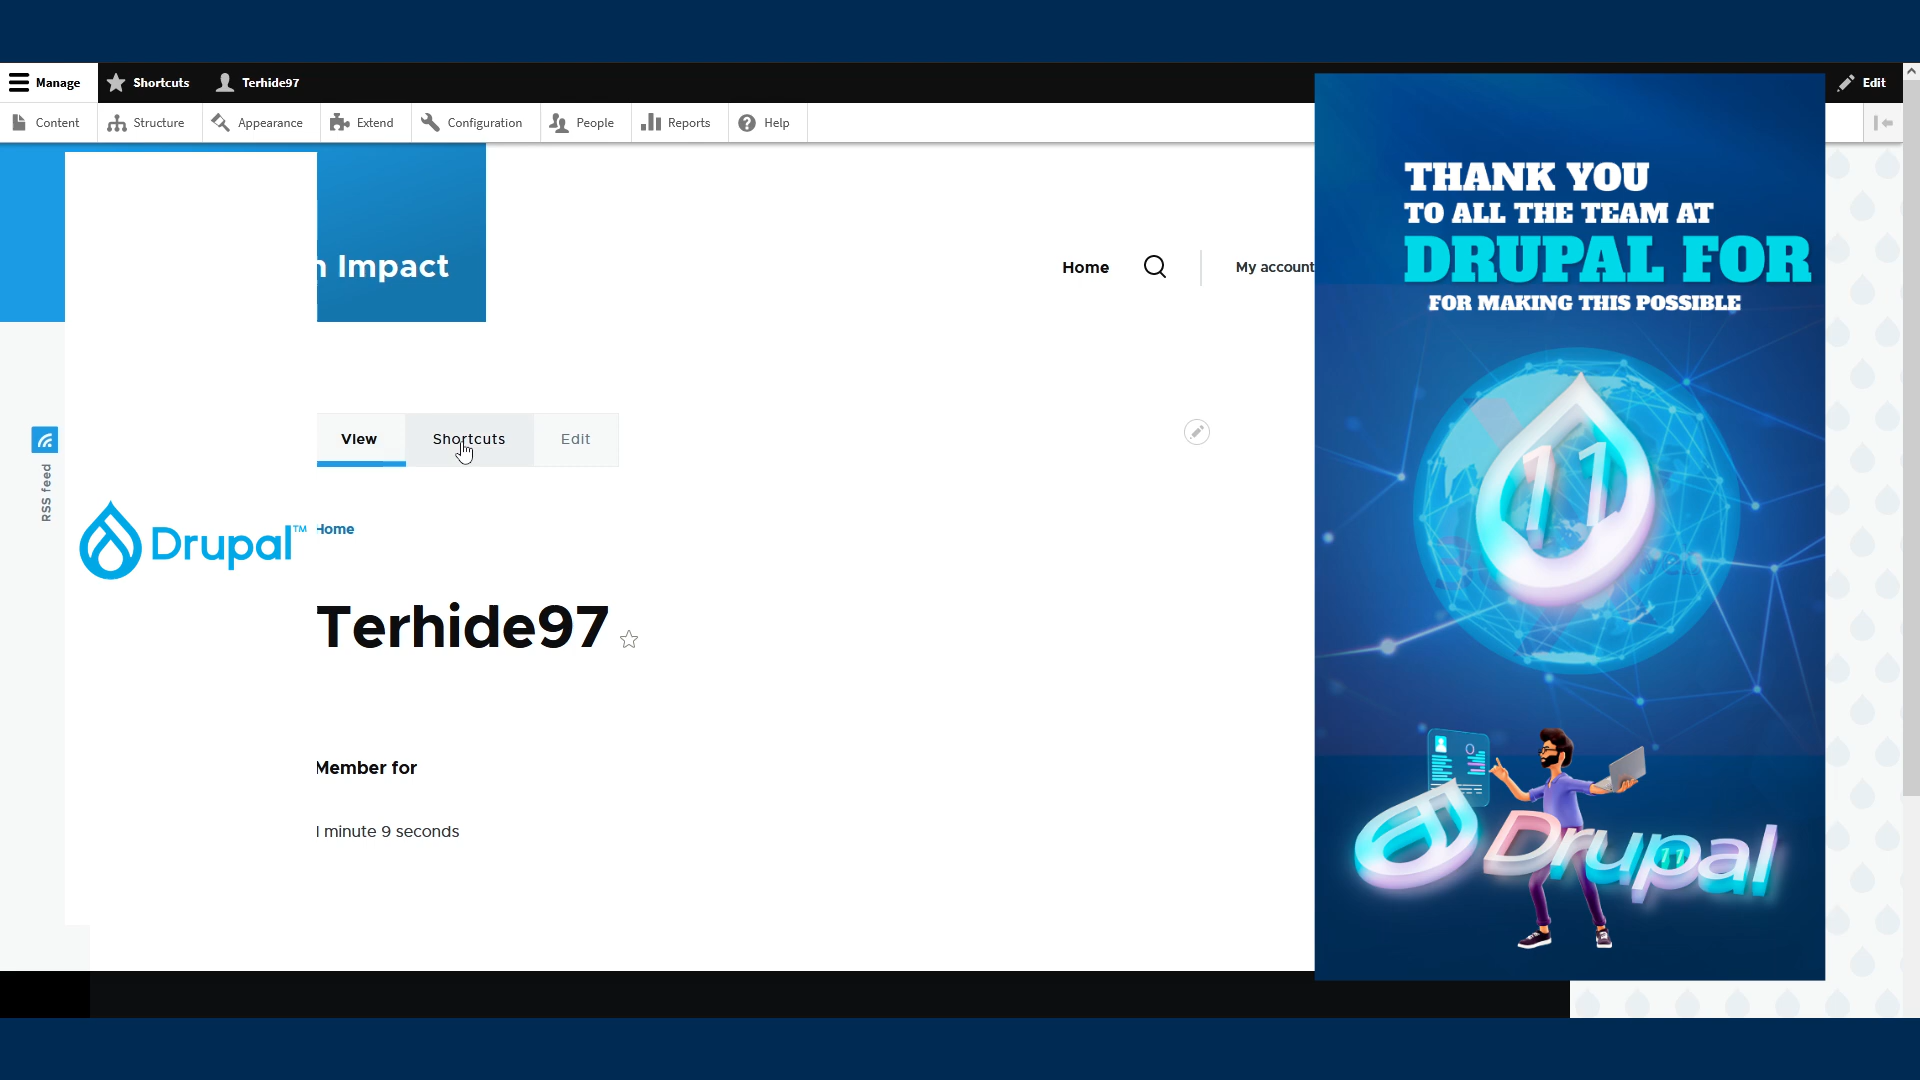 Manage
Shortcuts
Terhide97
Edit
Content
Structure
Appearance
Extend
Configuration
People
Reports
Help
Impact
Home
My account
View
Shortcuts
Edit
RSS feed
Drupal™
Home
Terhide97
Member for
1 minute 9 seconds
THANK YOU
TO ALL THE TEAM AT
DRUPAL FOR
FOR MAKING THIS POSSIBLE
11
Drupal
11